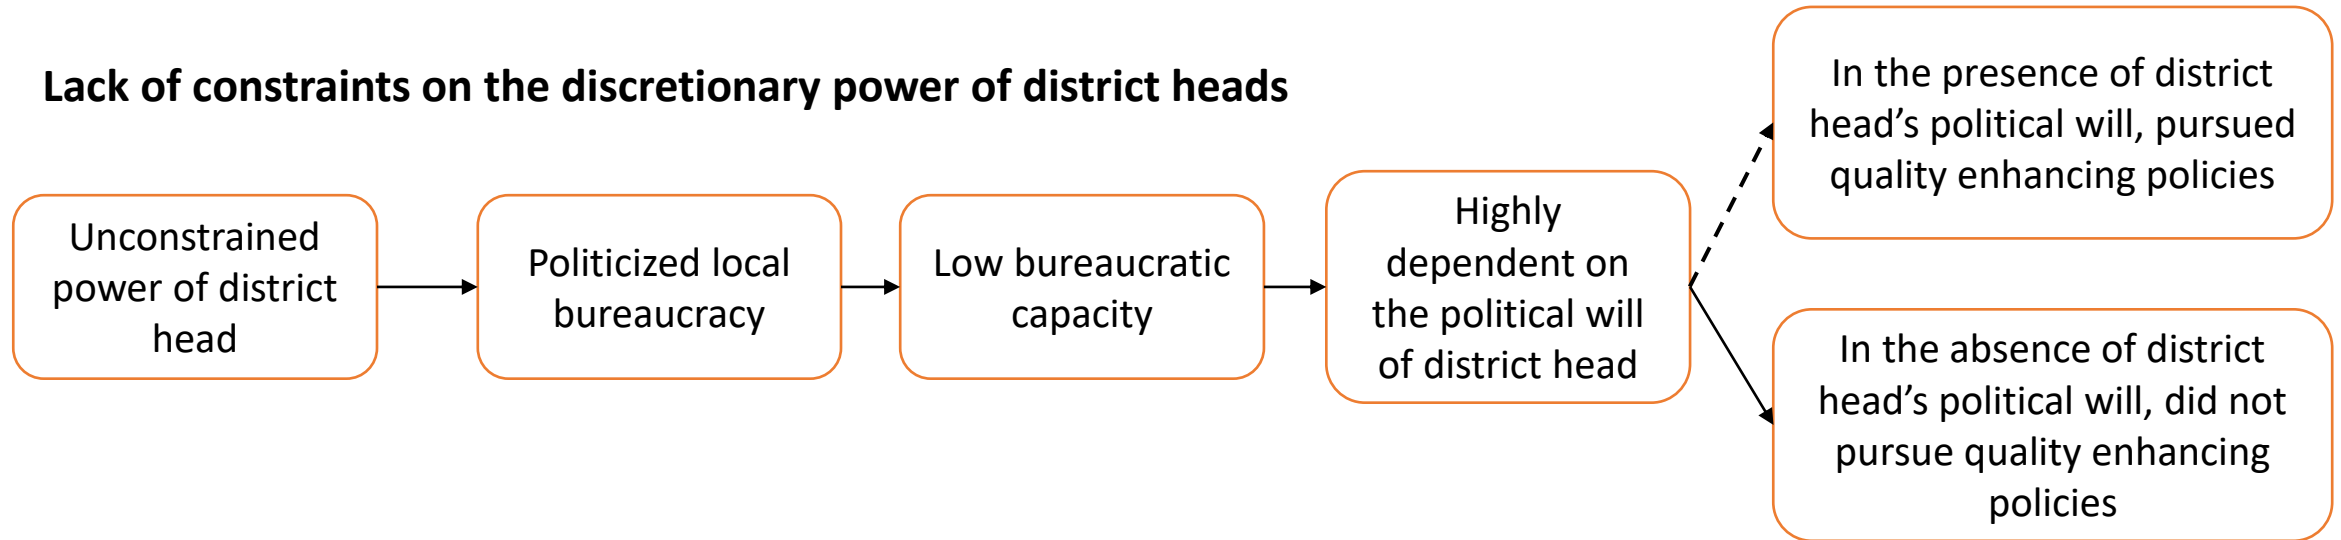 Lack of constraints on the discretionary power of district heads
Unconstrained
power of district
head
Politicized local
bureaucracy
Low bureaucratic
capacity
Highly
dependent on
the political will
of district head
In the presence of district
head’s political will, pursued
quality enhancing policies
In the absence of district
head’s political will, did not
pursue quality enhancing
policies